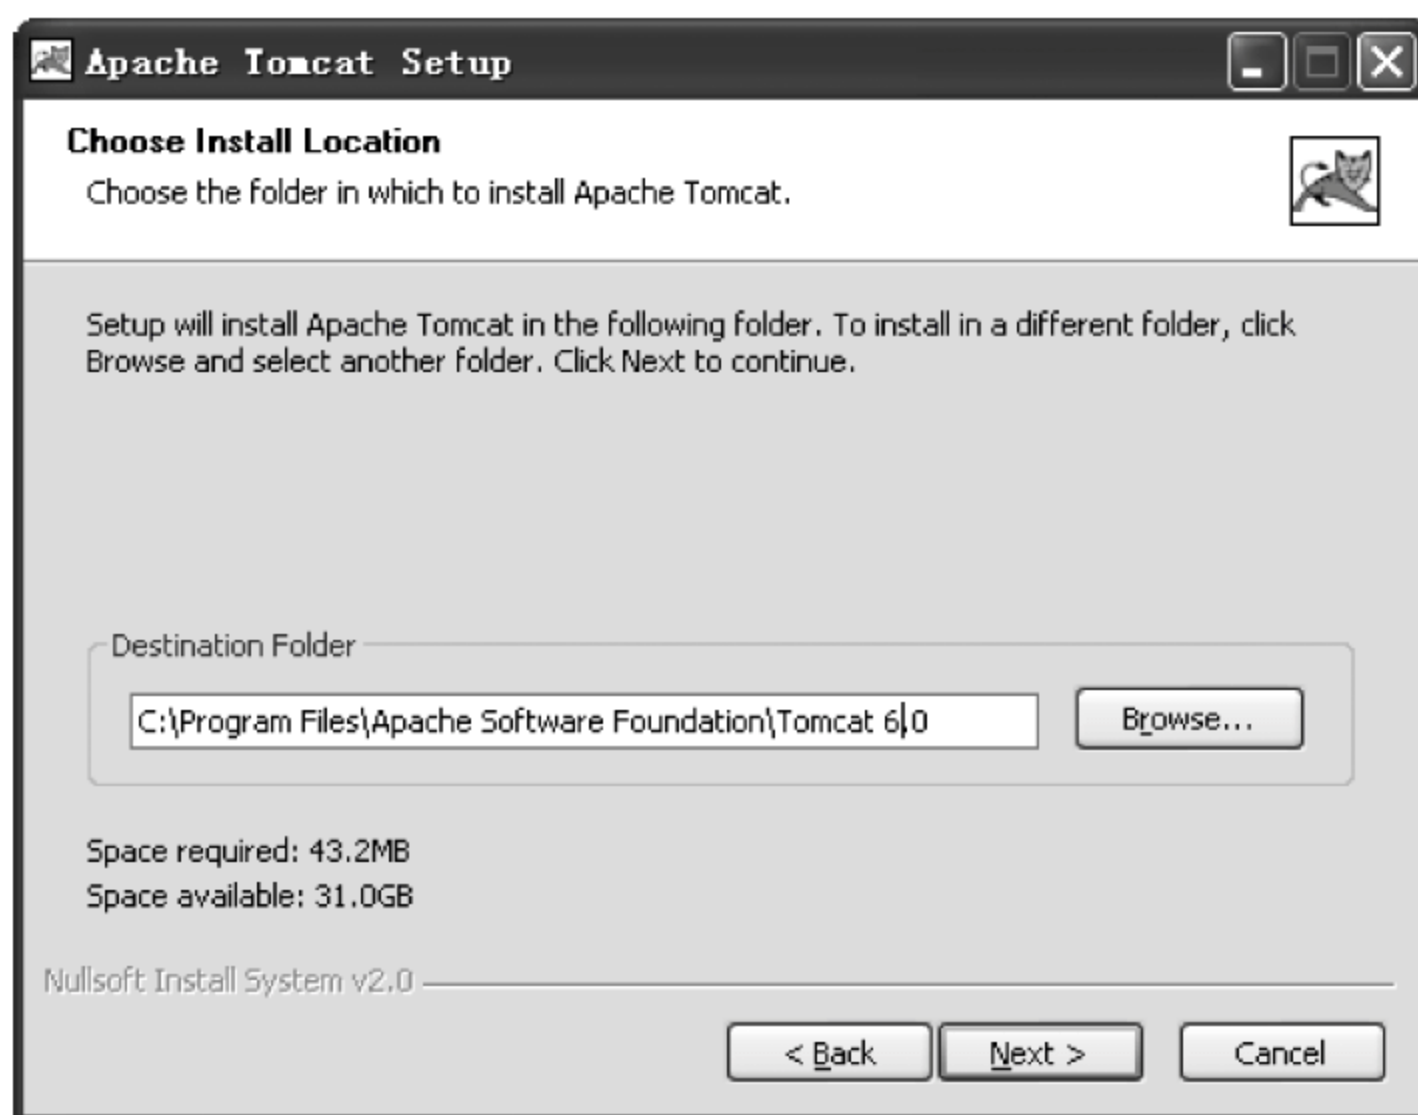 Apache Tomcat Setup
Choose Install Location
Choose the folder in which to install Apache Tomcat.
Setup will install Apache Tomcat in the following folder. To install in a different folder, click
Browse and select another folder. Click Next to continue.
Destination Folder
C:\Program Files\Apache Software Foundation\Tomcat 6.0
Browse...
Space required: 43.2MB
Space available: 31.0GB
Nullsoft Install System v2.0
< Back
Next >
Cancel